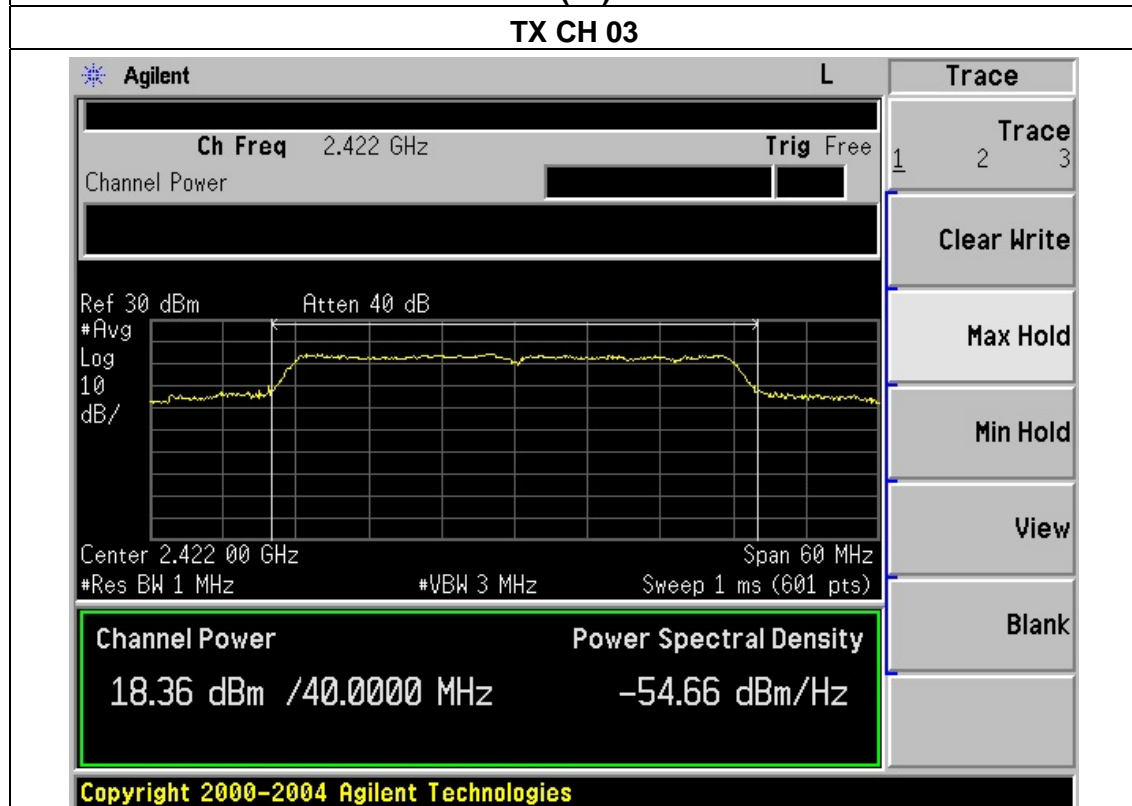 TX CH 03
Agilent L Trace
Ch Freq 2.422 GHz Trig Free
Channel Power
Trace
1 2 3
Clear Write
Max Hold
Min Hold
View
Blank
Ref 30 dBm Atten 40 dB
#Avg
Log
10
dB/
Center 2.422 00 GHz Span 60 MHz
#Res BW 1 MHz #VBW 3 MHz Sweep 1 ms (601 pts)
Channel Power Power Spectral Density
18.36 dBm /40.0000 MHz -54.66 dBm/Hz
Copyright 2000-2004 Agilent Technologies